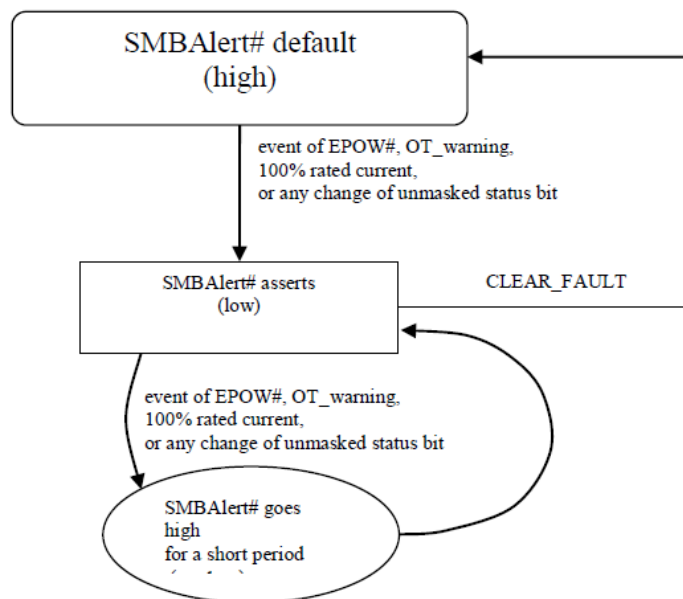 SMBAlert# default
(high)
event of EPOW#, OT_warning,
100% rated current,
or any change of unmasked status bit
SMBAlert# asserts
(low)
CLEAR_FAULT
event of EPOW#, OT_warning,
100% rated current,
or any change of unmasked status bit
SMBAlert# goes
high
for a short period